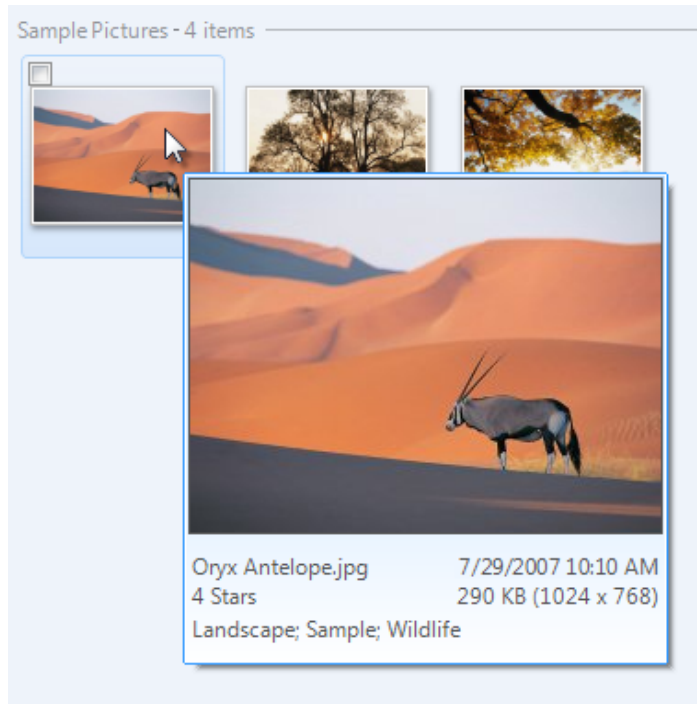 Sample Pictures - 4 items
Oryx Antelope.jpg 7/29/2007 10:10 AM
4 Stars 290 KB (1024 x 768)
Landscape; Sample; Wildlife